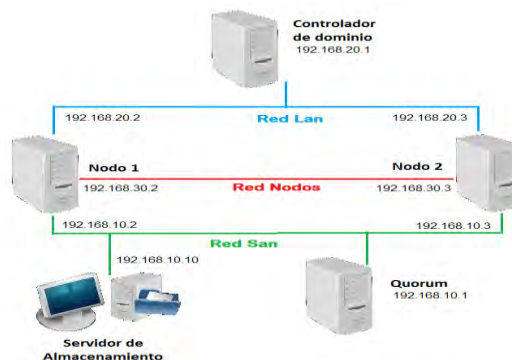 Controlador
de dominio
192.168.20.1
192.168.20.2
Red Lan
192.168.20.3
Nodo 1
Nodo 2
192.168.30.2
Red Nodos
192.168.30.3
192.168.10.2
Red San
192.168.10.3
192.168.10.10
Quorum
192.168.10.1
Servidor de
Almacenamiento